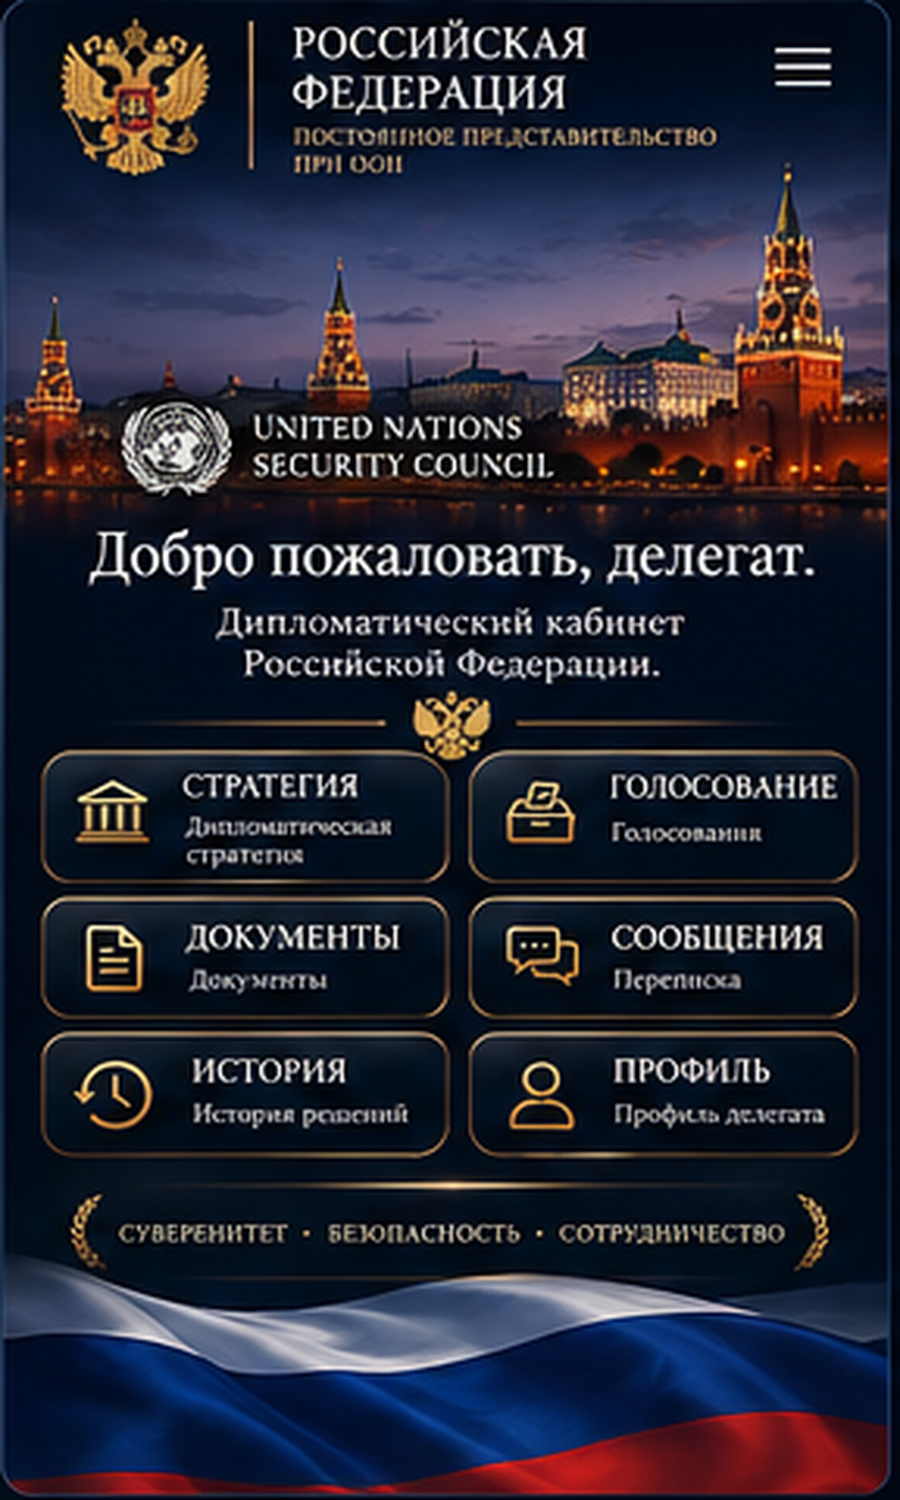 РОССИЙСКАЯ
ФЕДЕРАЦИЯ
ПОСТОЯННОЕ ПРЕДСТАВИТЕЛЬСТВО
ПРИ ООН
UNITED NATIONS
SECURITY COUNCIL
Добро пожаловать, делегат.
Дипломатический кабинет
Российской Федерации.
СТРАТЕГИЯ
Дипломатическая
стратегия
ГОЛОСОВАНИЕ
Голосования
ДОКУМЕНТЫ
Документы
СООБЩЕНИЯ
Переписка
ИСТОРИЯ
История решений
ПРОФИЛЬ
Профиль делегата
СУВЕРЕНИТЕТ • БЕЗОПАСНОСТЬ • СОТРУДНИЧЕСТВО